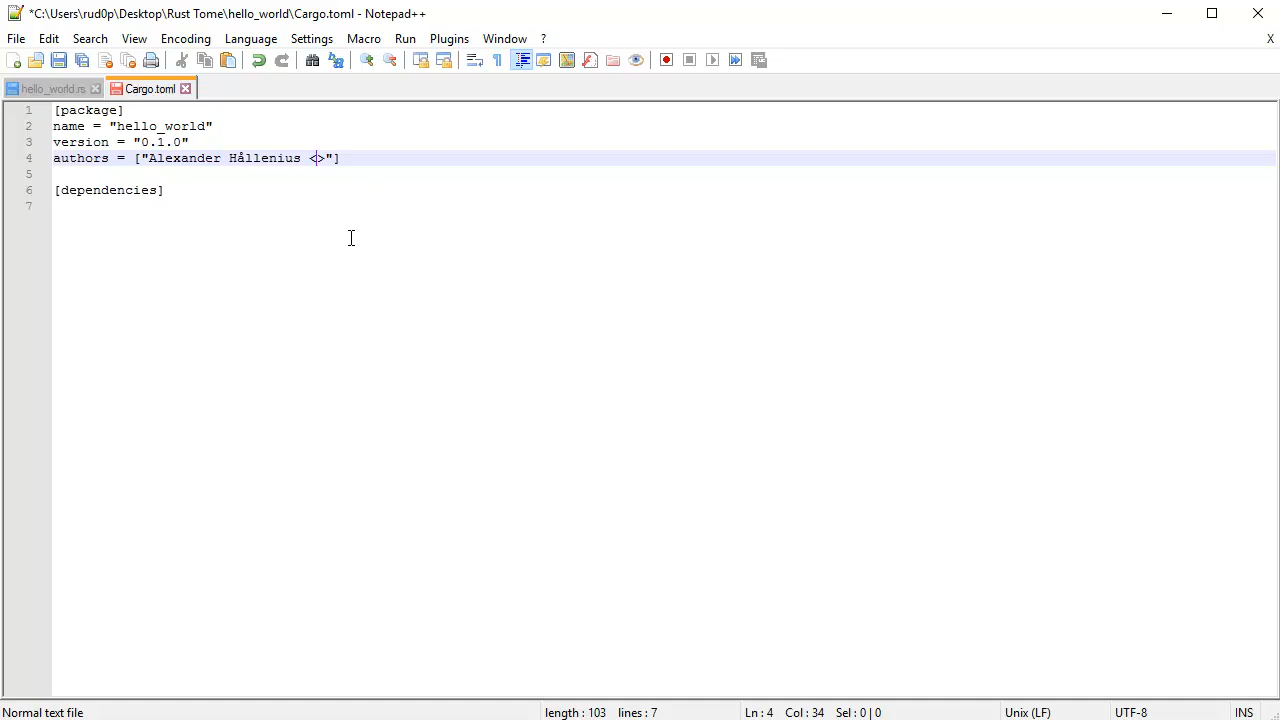 *C:\Users\rud0p\Desktop\Rust Tome\hello_world\Cargo.toml - Notepad++
File Edit Search View Encoding Language Settings Macro Run Plugins Window ? X
hello_world.rs Cargo.toml
1 [package]
2 name = "hello_world"
3 version = "0.1.0"
4 authors = ["Alexander Hållenius <>"]
5
6 [dependencies]
7
Normal text file length : 103 lines : 7 Ln : 4 Col : 34 Sel : 0 | 0 Unix (LF) UTF-8 INS